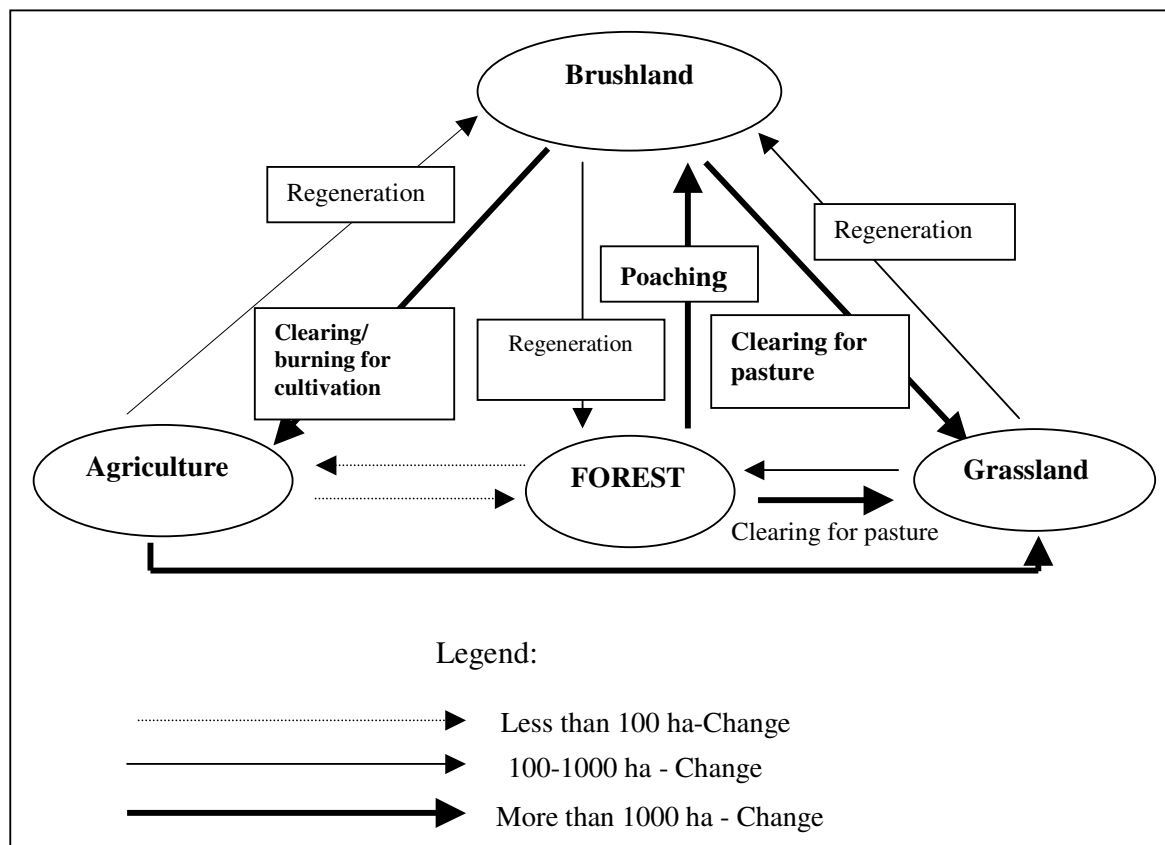 Brushland
Regeneration
Regeneration
Poaching
Clearing/
burning for
cultivation
Regeneration
Clearing for
pasture
Agriculture
FOREST
Grassland
Clearing for pasture
Legend:
Less than 100 ha-Change
100-1000 ha - Change
More than 1000 ha - Change